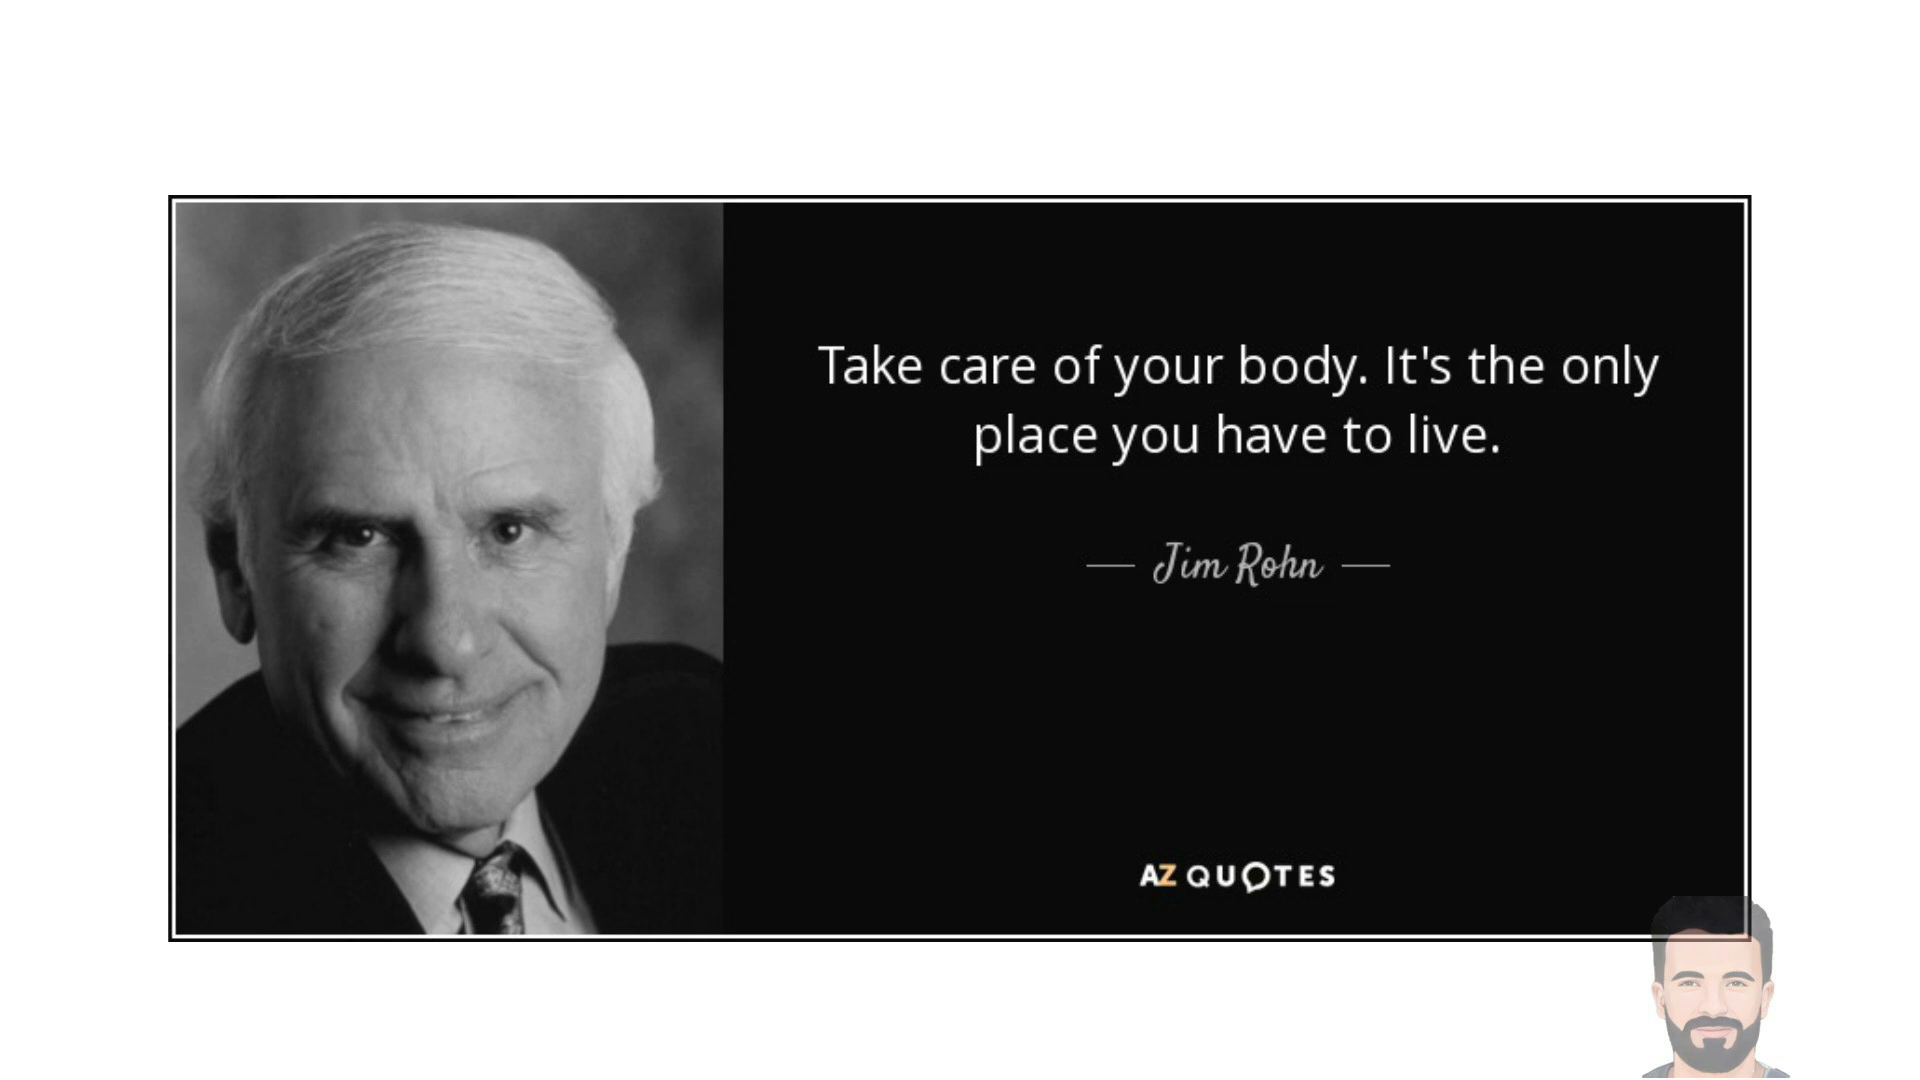 Take care of your body. It's the only
place you have to live.
Jim Rohn
AZ QUOTES